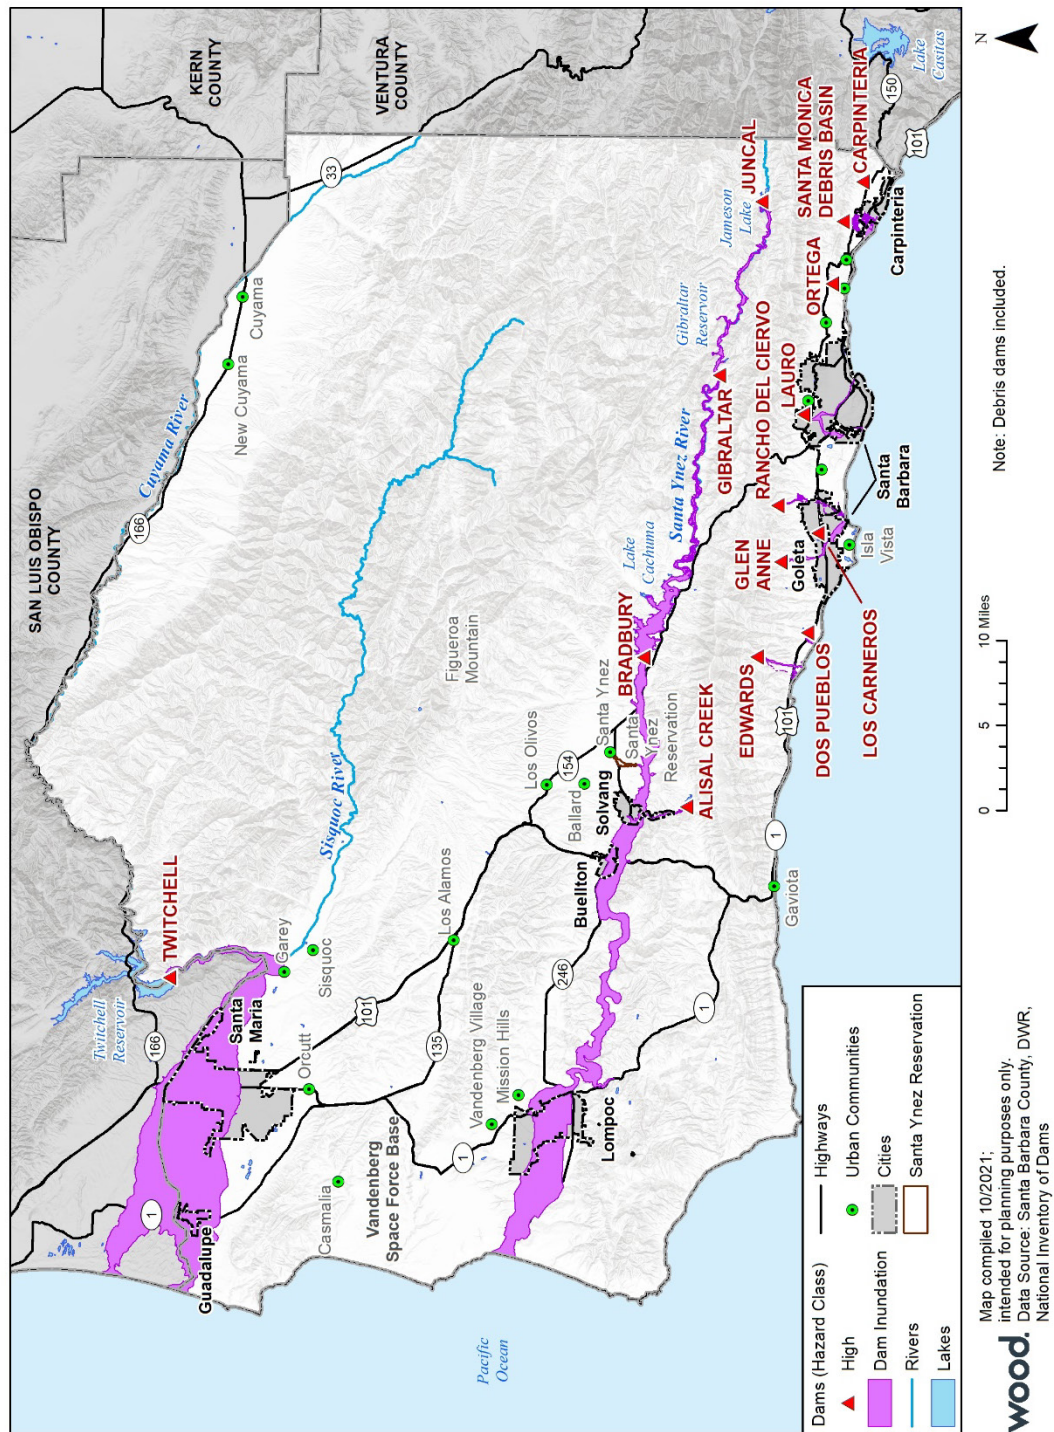 SAN LUIS OBISPO
COUNTY
KERN
COUNTY
VENTURA
COUNTY
166
Cuyama River
New Cuyama
Cuyama
33
Twitchell
Reservoir
TWITCHELL
166
1
Guadalupe
Santa
Maria
Garey
Sisquoc
Orcutt
Sisquoc River
Casmalia
Vandenberg
Space Force Base
101
135
Los Alamos
Figueroa
Mountain
1
Vandenberg Village
Mission Hills
Lompoc
246
1
Los Olivos
154
Ballard
Solvang
Buellton
Santa Ynez
Santa
Ynez
Reservation
BRADBURY
Lake
Cachuma
Santa Ynez River
GIBRALTAR
Gibraltar
Reservoir
Jameson
Lake
JUNCAL
ALISAL CREEK
EDWARDS
DOS PUEBLOS
LOS CARNEROS
GLEN
ANNE
Goleta
Isla
Vista
RANCHO DEL CIERVO
LAURO
Santa
Barbara
ORTEGA
SANTA MONICA
DEBRIS BASIN
CARPINTERIA
Carpinteria
150
101
Lake
Casitas
Gaviota
1
101
Pacific
Ocean
N
0 5 10 Miles
Note: Debris dams included.
Dams (Hazard Class)
High
Dam Inundation
Rivers
Lakes
Highways
Urban Communities
Cities
Santa Ynez Reservation
wood.
Map compiled 10/2021;
intended for planning purposes only.
Data Source: Santa Barbara County, DWR,
National Inventory of Dams